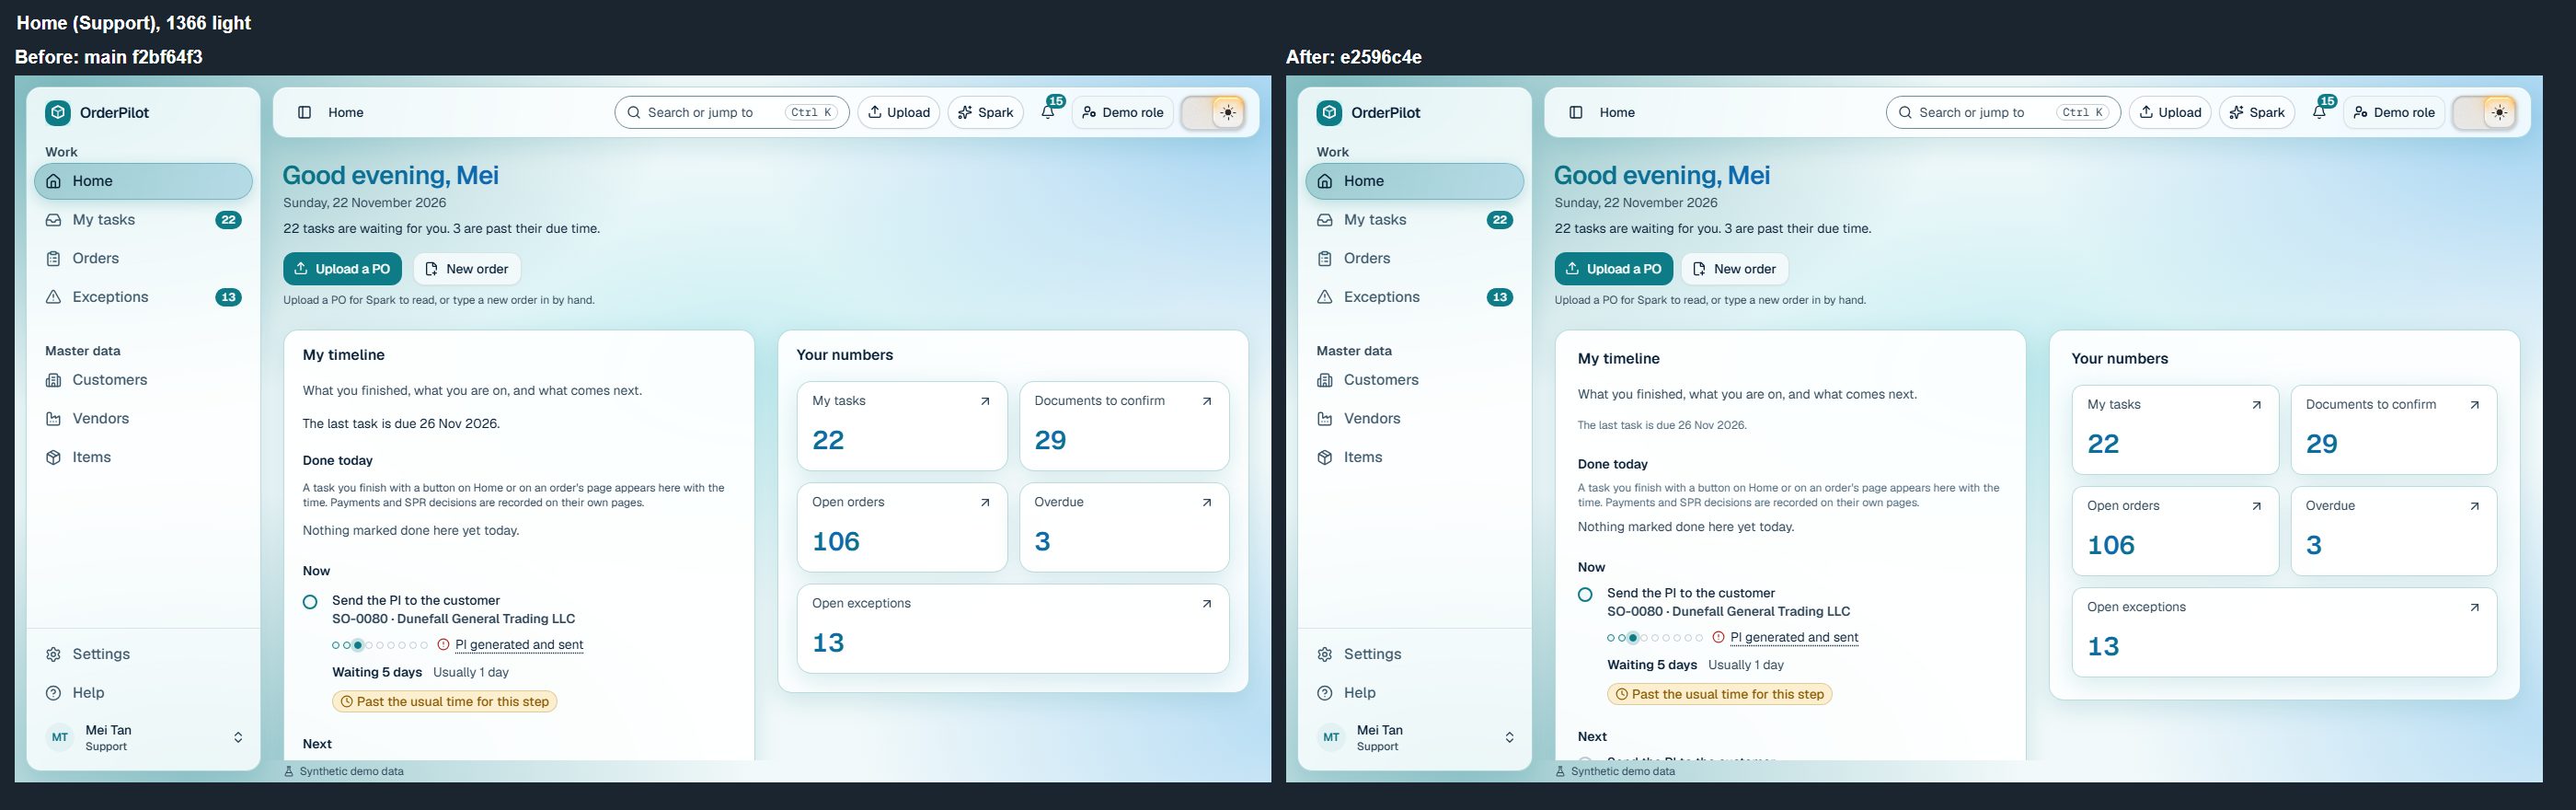 Home (Support), 1366 light
Before: main f2bf64f3
OrderPilot
Work
Home
My tasks 22
Orders
Exceptions 13
Master data
Customers
Vendors
Items
Settings
Help
MT Mei Tan
Support
Home Search or jump to Ctrl K Upload Spark 15 Demo role
Good evening, Mei
Sunday, 22 November 2026
22 tasks are waiting for you. 3 are past their due time.
Upload a PO New order
Upload a PO for Spark to read, or type a new order in by hand.
My timeline
What you finished, what you are on, and what comes next.
The last task is due 26 Nov 2026.
Done today
A task you finish with a button on Home or on an order's page appears here with the
time. Payments and SPR decisions are recorded on their own pages.
Nothing marked done here yet today.
Now
Send the PI to the customer
SO-0080 · Dunefall General Trading LLC
PI generated and sent
Waiting 5 days Usually 1 day
Past the usual time for this step
Next
Your numbers
My tasks
22
Documents to confirm
29
Open orders
106
Overdue
3
Open exceptions
13
Synthetic demo data
After: e2596c4e
OrderPilot
Work
Home
My tasks 22
Orders
Exceptions 13
Master data
Customers
Vendors
Items
Settings
Help
MT Mei Tan
Support
Home Search or jump to Ctrl K Upload Spark 15 Demo role
Good evening, Mei
Sunday, 22 November 2026
22 tasks are waiting for you. 3 are past their due time.
Upload a PO New order
Upload a PO for Spark to read, or type a new order in by hand.
My timeline
What you finished, what you are on, and what comes next.
The last task is due 26 Nov 2026.
Done today
A task you finish with a button on Home or on an order's page appears here with the
time. Payments and SPR decisions are recorded on their own pages.
Nothing marked done here yet today.
Now
Send the PI to the customer
SO-0080 · Dunefall General Trading LLC
PI generated and sent
Waiting 5 days Usually 1 day
Past the usual time for this step
Next
Your numbers
My tasks
22
Documents to confirm
29
Open orders
106
Overdue
3
Open exceptions
13
Synthetic demo data